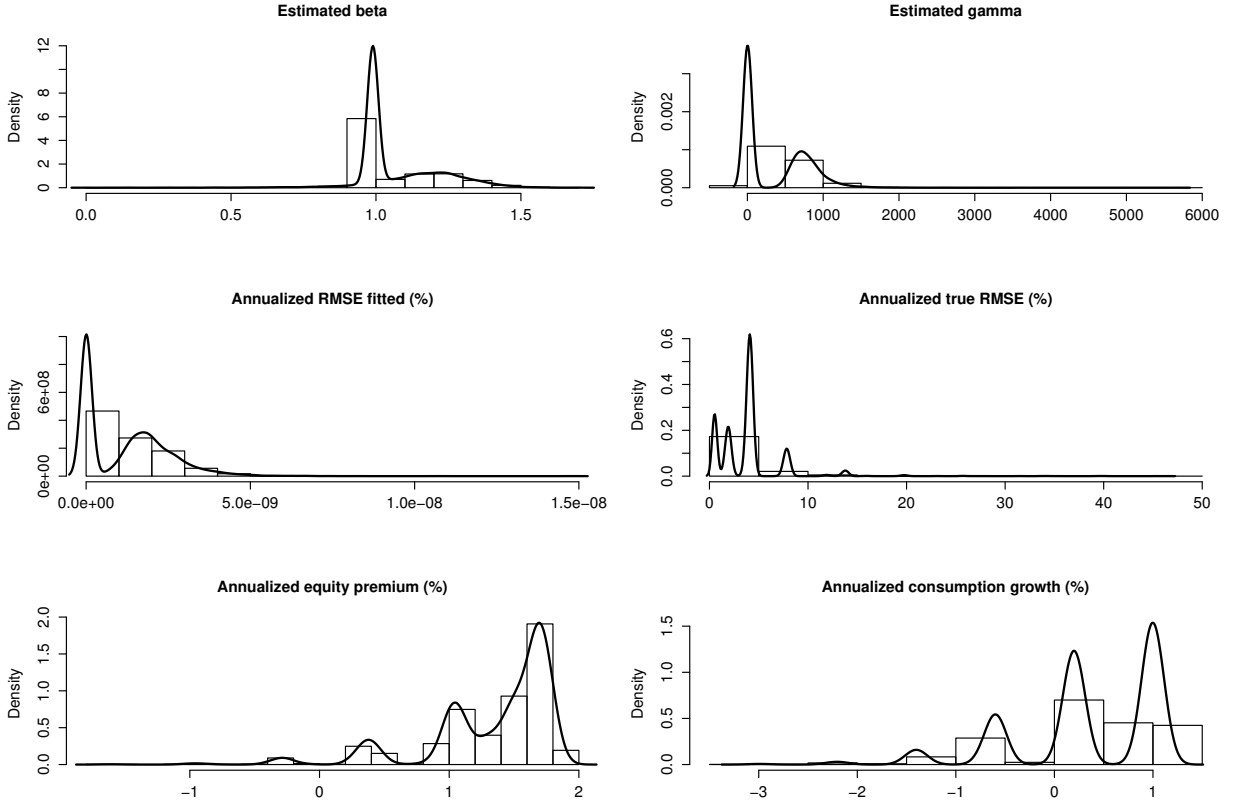 Estimated beta
Density
0 2 4 6 8 12
0.0 0.5 1.0 1.5
Estimated gamma
Density
0.000 0.002
0 1000 2000 3000 4000 5000 6000
Annualized RMSE fitted (%)
Density
0e+00 6e+08
0.0e+00 5.0e−09 1.0e−08 1.5e−08
Annualized true RMSE (%)
Density
0.0 0.2 0.4 0.6
0 10 20 30 40 50
Annualized equity premium (%)
Density
0.0 0.5 1.0 1.5 2.0
−1 0 1 2
Annualized consumption growth (%)
Density
0.0 0.5 1.0 1.5
−3 −2 −1 0 1